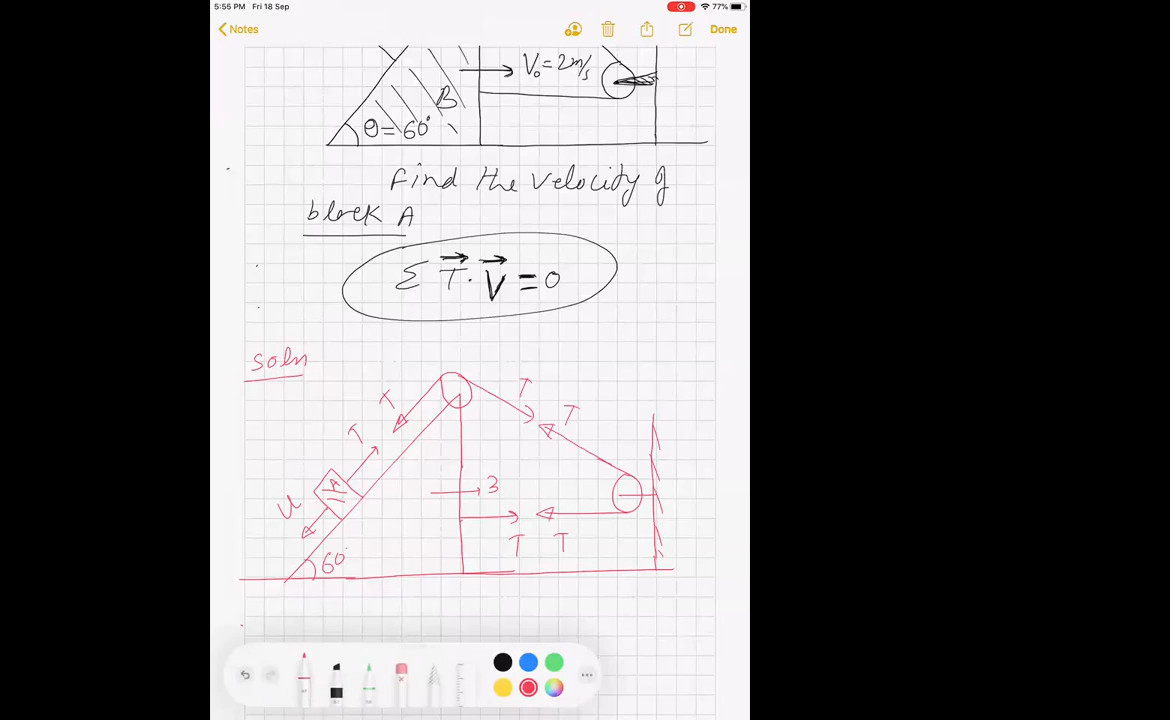 5:55 PM Fri 18 Sep
77%
Notes
Done
V₀ = 2m/s
B
θ = 60°
Find the velocity of
block A
Σ T⃗ · V⃗ = 0
Soln
T
T
T
T
A
u
3
60°
T
T